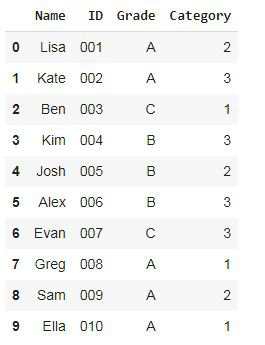 Name ID Grade Category
0 Lisa 001 A 2
1 Kate 002 A 3
2 Ben 003 C 1
3 Kim 004 B 3
4 Josh 005 B 2
5 Alex 006 B 3
6 Evan 007 C 3
7 Greg 008 A 1
8 Sam 009 A 2
9 Ella 010 A 1